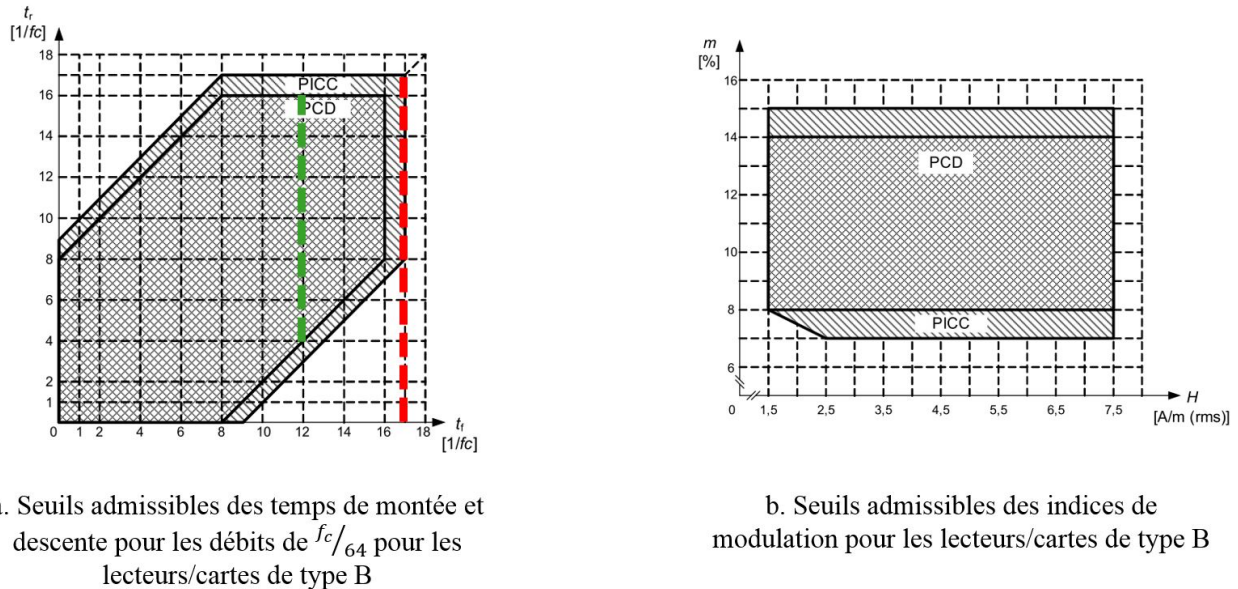 tr
[1/fc]
18
16
14
12
10
8
6
4
2
1
0 1 2 4 6 8 10 12 14 16 18
tf
[1/fc]
PICC
PCD
m
[%]
16
14
12
10
8
6
0 1,5 2,5 3,5 4,5 5,5 6,5 7,5
H
[A/m (rms)]
PCD
PICC
. Seuils admissibles des temps de montée et
descente pour les débits de fc/64 pour les
lecteurs/cartes de type B
b. Seuils admissibles des indices de
modulation pour les lecteurs/cartes de type B